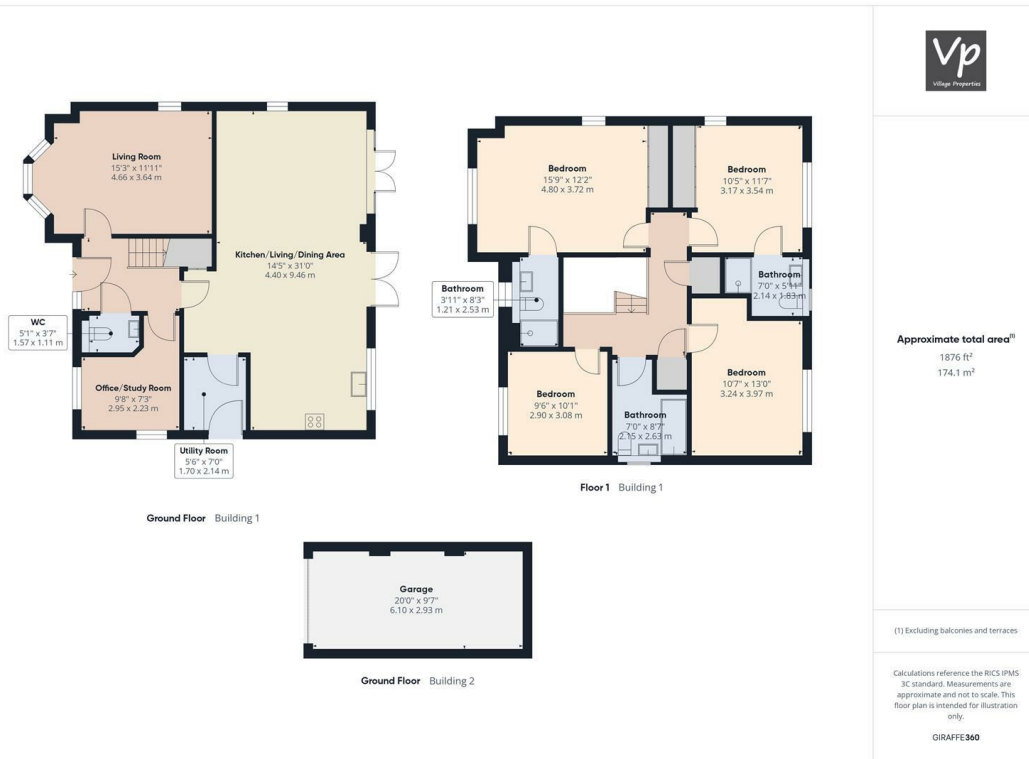 Vp
Village Properties
Living Room
15'3" x 11'11"
4.66 x 3.64 m
Kitchen/Living/Dining Area
14'5" x 31'0"
4.40 x 9.46 m
WC
5'1" x 3'7"
1.57 x 1.11 m
Office/Study Room
9'8" x 7'3"
2.95 x 2.23 m
Utility Room
5'6" x 7'0"
1.70 x 2.14 m
Ground Floor Building 1
Bedroom
15'9" x 12'2"
4.80 x 3.72 m
Bedroom
10'5" x 11'7"
3.17 x 3.54 m
Bathroom
3'11" x 8'3"
1.21 x 2.53 m
Bathroom
7'0" x 5'11"
2.14 x 1.83 m
Bedroom
9'6" x 10'1"
2.90 x 3.08 m
Bathroom
7'0" x 8'7"
2.15 x 2.63 m
Bedroom
10'7" x 13'0"
3.24 x 3.97 m
Floor 1 Building 1
Garage
20'0" x 9'7"
6.10 x 2.93 m
Ground Floor Building 2
Approximate total area(1)
1876 ft²
174.1 m²
(1) Excluding balconies and terraces
Calculations reference the RICS IPMS
3C standard. Measurements are
approximate and not to scale. This
floor plan is intended for illustration
only.
GIRAFFE360